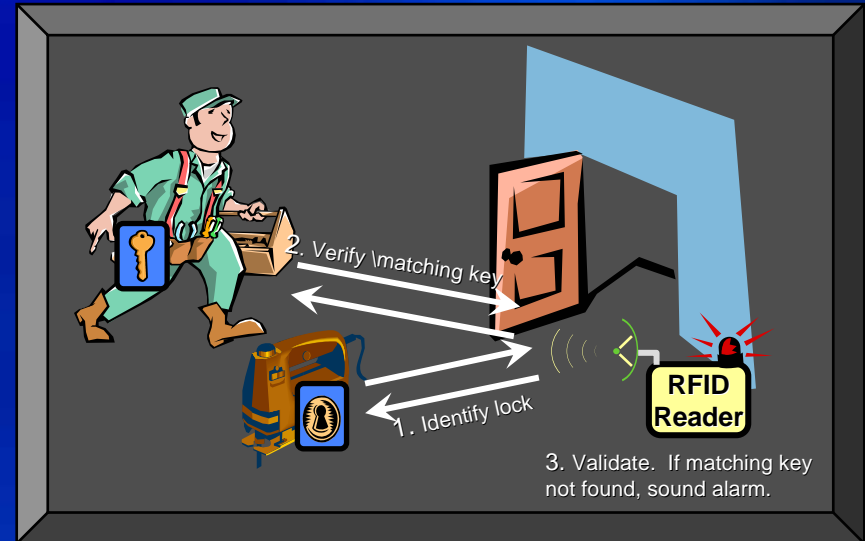 2. Verify \matching key
1. Identify lock
RFID
Reader
3. Validate.  If matching key
not found, sound alarm.